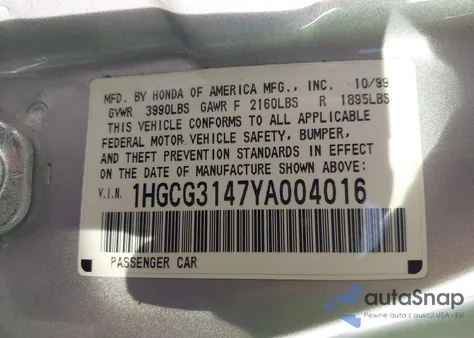 MFD. BY HONDA OF AMERICA MFG., INC. 10/99
GVWR 3990LBS GAWR F 2160LBS R 1895LBS
THIS VEHICLE CONFORMS TO ALL APPLICABLE
FEDERAL MOTOR VEHICLE SAFETY, BUMPER,
AND THEFT PREVENTION STANDARDS IN EFFECT
ON THE DATE OF MANUFACTURE SHOWN ABOVE:
V.I.N. 1HGCG3147YA004016
PASSENGER CAR
autoSnap
Pewne auta z aukcji USA i EU